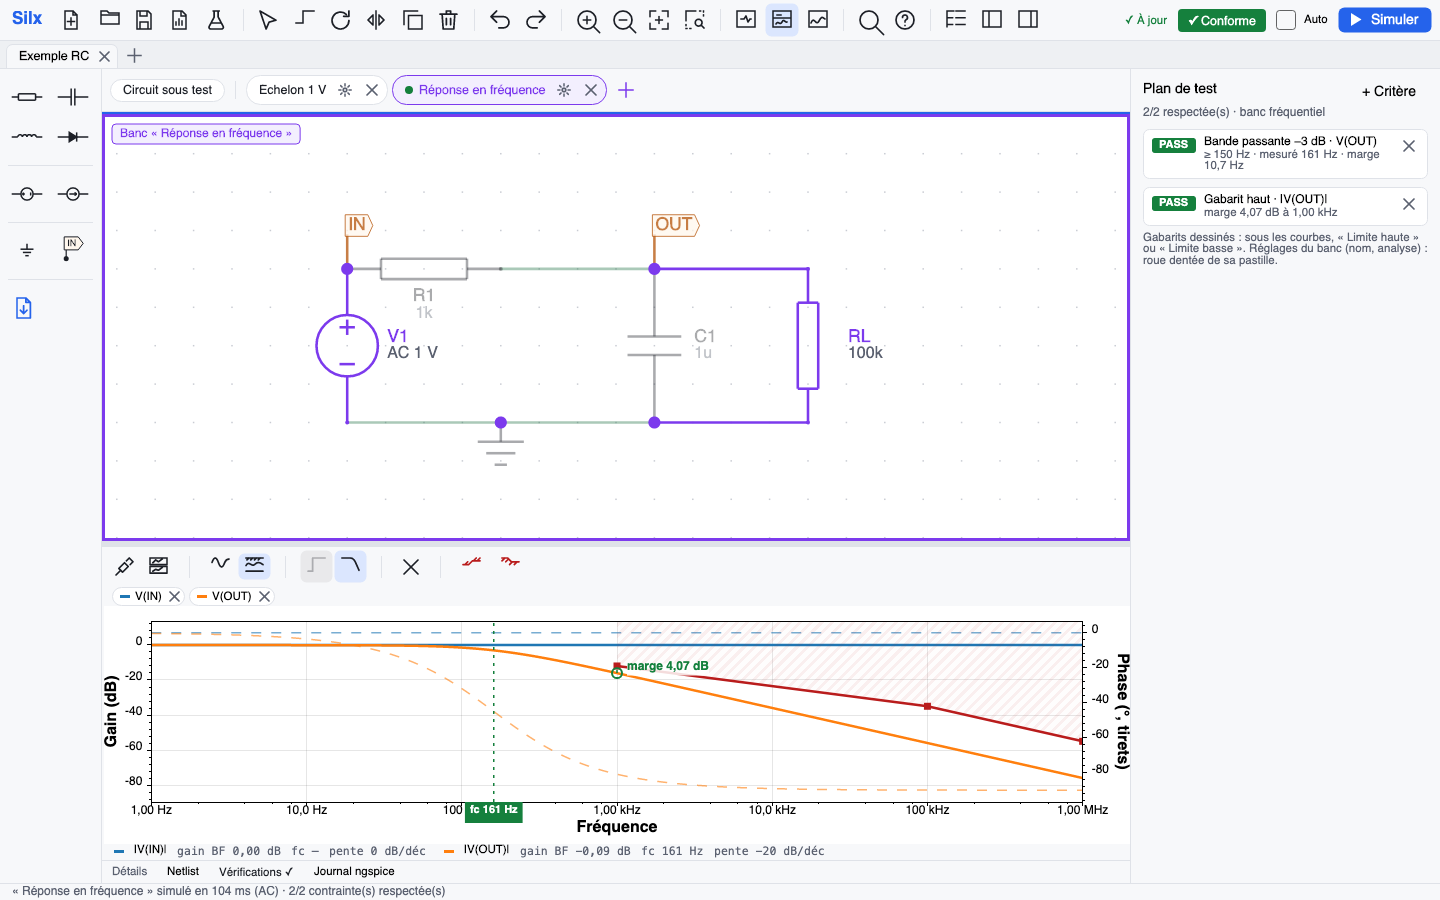 Silx
✓ À jour
✓ Conforme
Auto
Simuler
Exemple RC
Circuit sous test
Echelon 1 V
Réponse en fréquence
Banc « Réponse en fréquence »
IN
OUT
R1
1k
V1
AC 1 V
C1
1u
RL
100k
IN
Plan de test
+ Critère
2/2 respectée(s) · banc fréquentiel
PASS
Bande passante −3 dB · V(OUT)
≥ 150 Hz · mesuré 161 Hz · marge
10,7 Hz
PASS
Gabarit haut · |V(OUT)|
marge 4,07 dB à 1,00 kHz
Gabarits dessinés : sous les courbes, « Limite haute »
ou « Limite basse ». Réglages du banc (nom, analyse) :
roue dentée de sa pastille.
V(IN)
V(OUT)
Gain (dB)
0
-20
-40
-60
-80
marge 4,07 dB
0
-20
-40
-60
-80
Phase (°, tirets)
1,00 Hz
10,0 Hz
100
fc 161 Hz
1,00 kHz
10,0 kHz
100 kHz
1,00 MHz
Fréquence
|V(IN)| gain BF 0,00 dB fc — pente 0 dB/déc
|V(OUT)| gain BF −0,09 dB fc 161 Hz pente −20 dB/déc
Détails
Netlist
Vérifications ✓
Journal ngspice
« Réponse en fréquence » simulé en 104 ms (AC) · 2/2 contrainte(s) respectée(s)